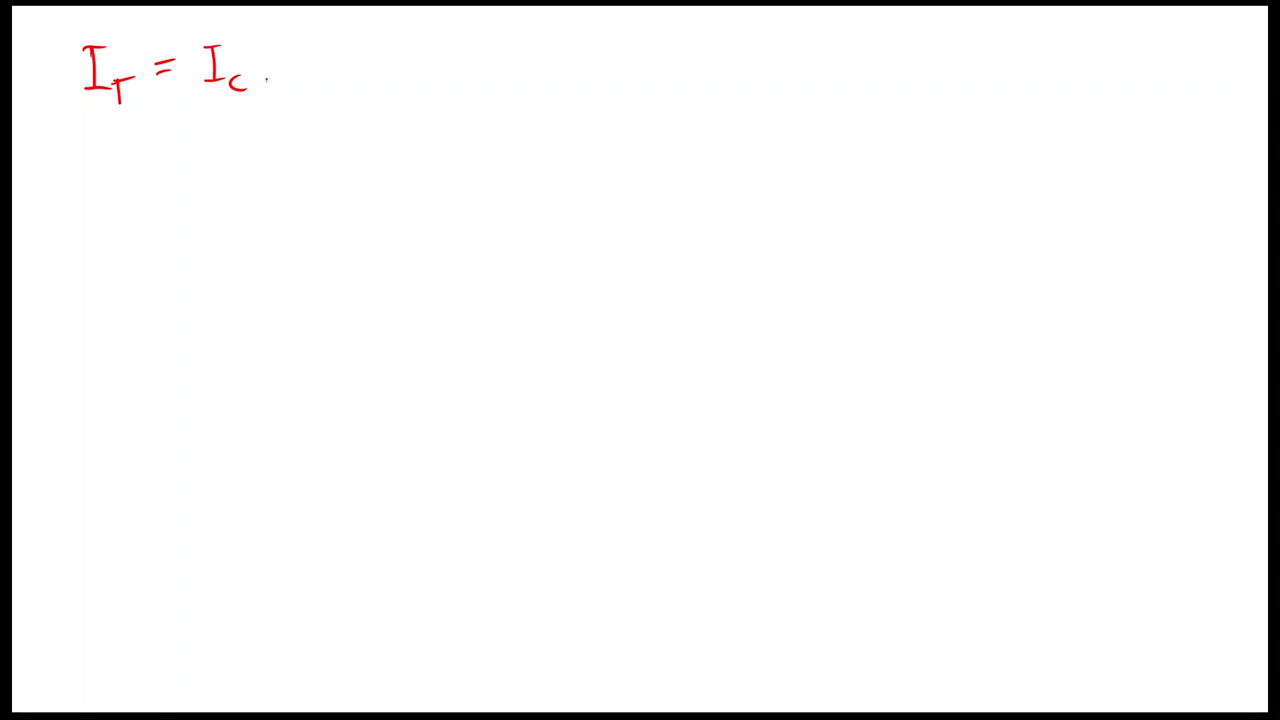 I_T = I_C